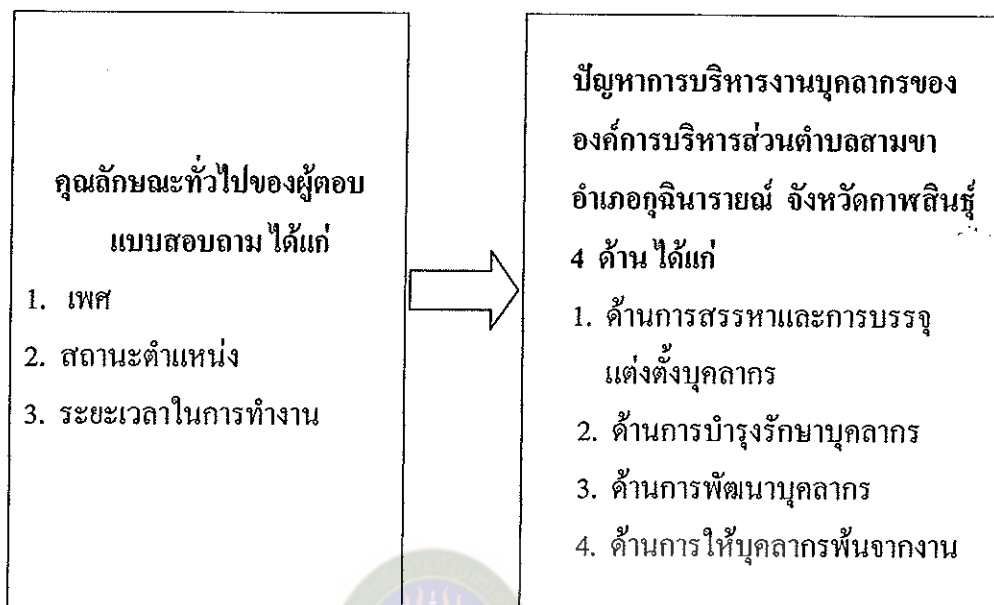 คุณลักษณะทั่วไปของผู้ตอบ
แบบสอบถาม ได้แก่
1. เพศ
2. สถานะตำแหน่ง
3. ระยะเวลาในการทำงาน
ปัญหาการบริหารงานบุคลากรของ
องค์การบริหารส่วนตำบลสามขา
อำเภอกุฉินารายณ์ จังหวัดกาฬสินธุ์
4 ด้าน ได้แก่
1. ด้านการสรรหาและการบรรจุ
แต่งตั้งบุคลากร
2. ด้านการบำรุงรักษาบุคลากร
3. ด้านการพัฒนาบุคลากร
4. ด้านการให้บุคลากรพ้นจากงาน